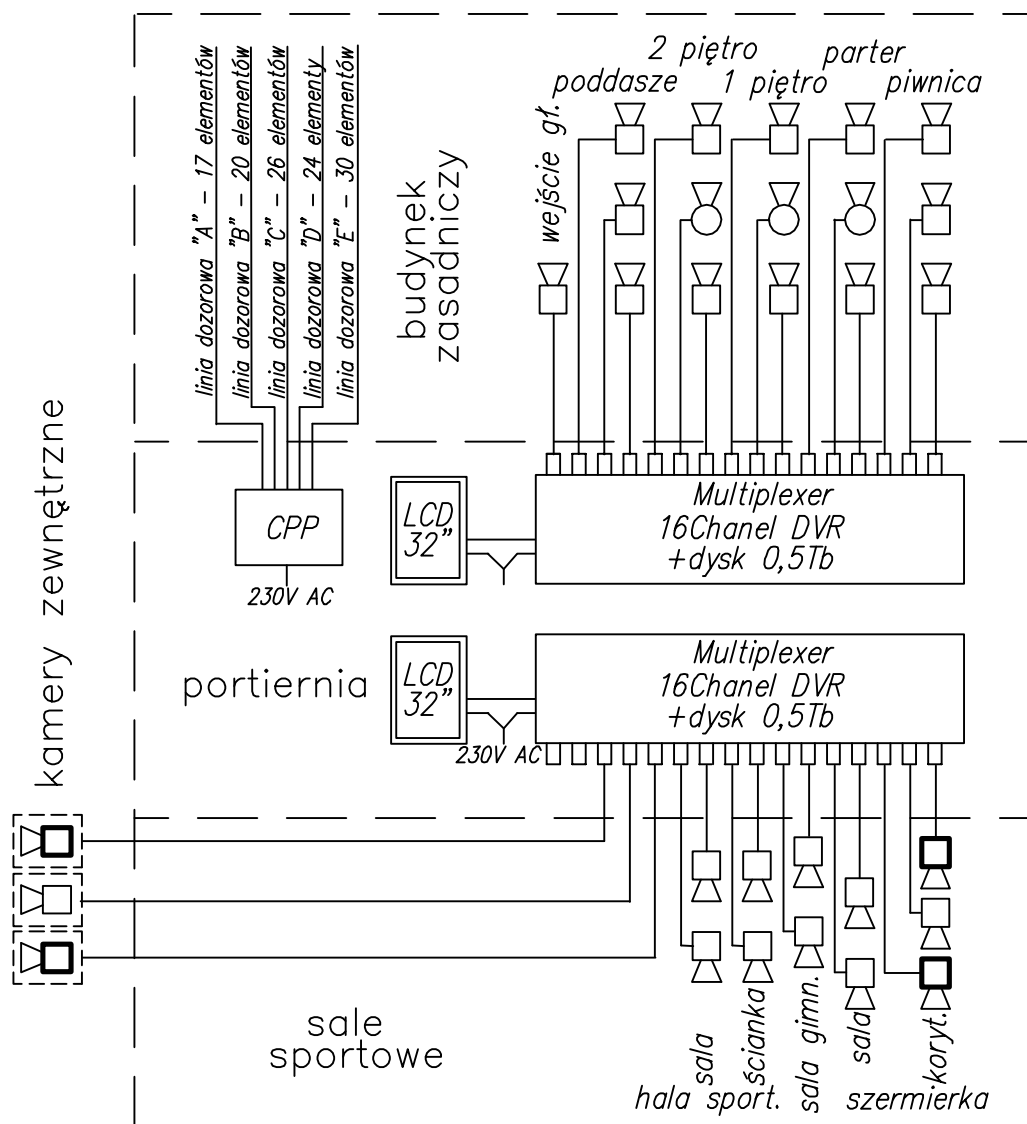 linia dozorowa "A" - 17 elementów
linia dozorowa "B" - 20 elementów
linia dozorowa "C" - 26 elementów
linia dozorowa "D" - 24 elementy
linia dozorowa "E" - 30 elementów
budynek
zasadniczy
wejście gł.
poddasze
2 piętro
1 piętro
parter
piwnica
CPP
230V AC
LCD
32"
Multiplexer
16Chanel DVR
+dysk 0,5Tb
kamery zewnętrzne
portiernia
LCD
32"
230V AC
Multiplexer
16Chanel DVR
+dysk 0,5Tb
sale
sportowe
sala
ścianka
hala sport.
sala gimn.
sala
koryt.
szermierka